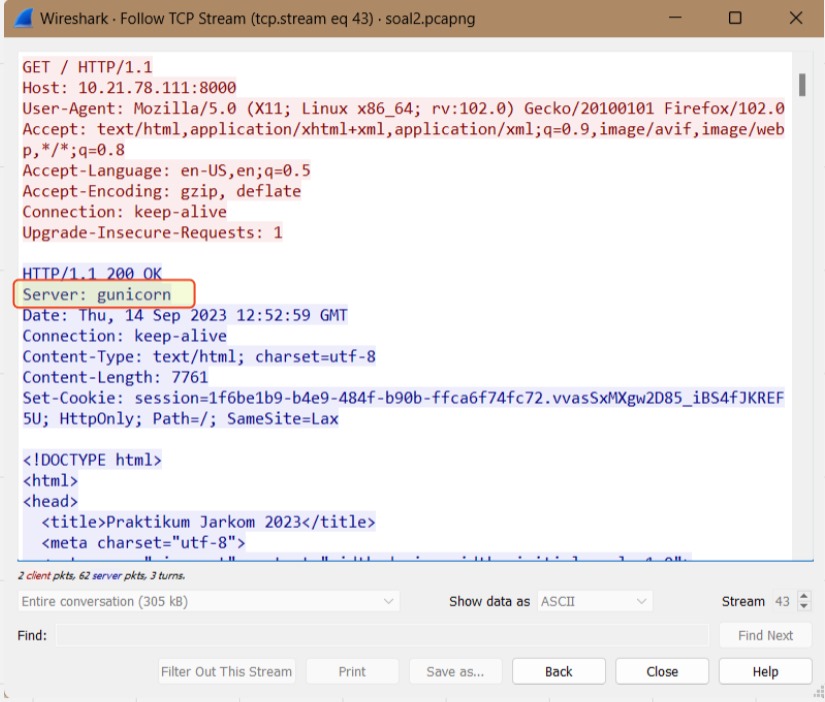 Wireshark · Follow TCP Stream (tcp.stream eq 43) · soal2.pcapng
GET / HTTP/1.1
Host: 10.21.78.111:8000
User-Agent: Mozilla/5.0 (X11; Linux x86_64; rv:102.0) Gecko/20100101 Firefox/102.0
Accept: text/html,application/xhtml+xml,application/xml;q=0.9,image/avif,image/web
p,*/*;q=0.8
Accept-Language: en-US,en;q=0.5
Accept-Encoding: gzip, deflate
Connection: keep-alive
Upgrade-Insecure-Requests: 1
HTTP/1.1 200 OK
Server: gunicorn
Date: Thu, 14 Sep 2023 12:52:59 GMT
Connection: keep-alive
Content-Type: text/html; charset=utf-8
Content-Length: 7761
Set-Cookie: session=1f6be1b9-b4e9-484f-b90b-ffca6f74fc72.vvasSxMXgw2D85_iBS4fJKREF
5U; HttpOnly; Path=/; SameSite=Lax
<!DOCTYPE html>
<html>
<head>
<title>Praktikum Jarkom 2023</title>
<meta charset="utf-8">
2 client pkts, 62 server pkts, 3 turns.
Entire conversation (305 kB) Show data as ASCII Stream 43
Find: Find Next
Filter Out This Stream Print Save as... Back Close Help